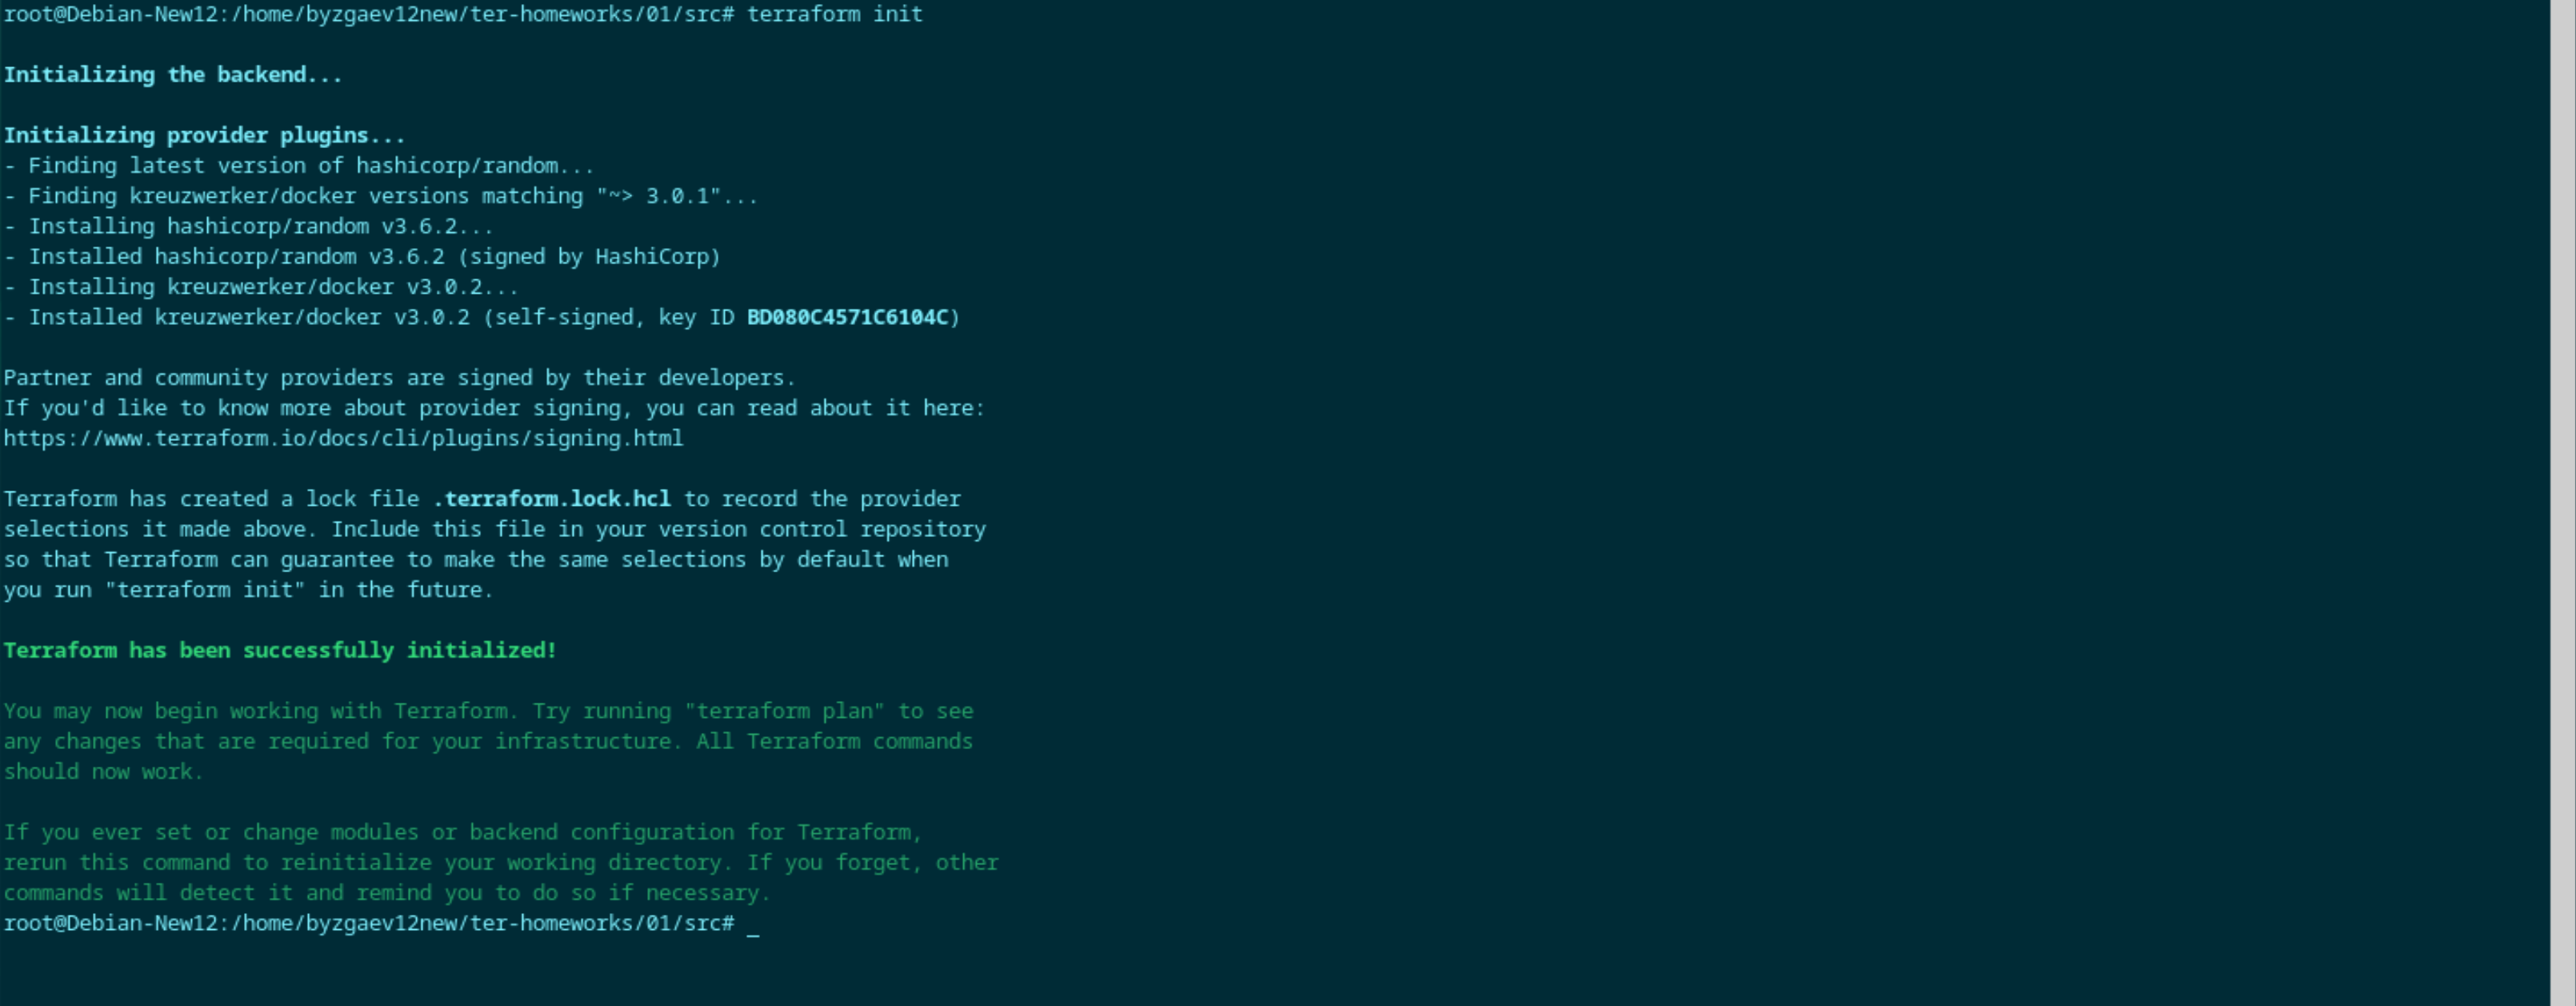 root@Debian-New12:/home/byzgaev12new/ter-homeworks/01/src# terraform init
Initializing the backend...
Initializing provider plugins...
- Finding latest version of hashicorp/random...
- Finding kreuzwerker/docker versions matching "~> 3.0.1"...
- Installing hashicorp/random v3.6.2...
- Installed hashicorp/random v3.6.2 (signed by HashiCorp)
- Installing kreuzwerker/docker v3.0.2...
- Installed kreuzwerker/docker v3.0.2 (self-signed, key ID BD080C4571C6104C)
Partner and community providers are signed by their developers.
If you'd like to know more about provider signing, you can read about it here:
https://www.terraform.io/docs/cli/plugins/signing.html
Terraform has created a lock file .terraform.lock.hcl to record the provider
selections it made above. Include this file in your version control repository
so that Terraform can guarantee to make the same selections by default when
you run "terraform init" in the future.
Terraform has been successfully initialized!
You may now begin working with Terraform. Try running "terraform plan" to see
any changes that are required for your infrastructure. All Terraform commands
should now work.
If you ever set or change modules or backend configuration for Terraform,
rerun this command to reinitialize your working directory. If you forget, other
commands will detect it and remind you to do so if necessary.
root@Debian-New12:/home/byzgaev12new/ter-homeworks/01/src# _